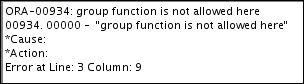 ORA-00934: group function is not allowed here
00934. 00000 -  "group function is not allowed here"
*Cause:
*Action:
Error at Line: 3 Column: 9